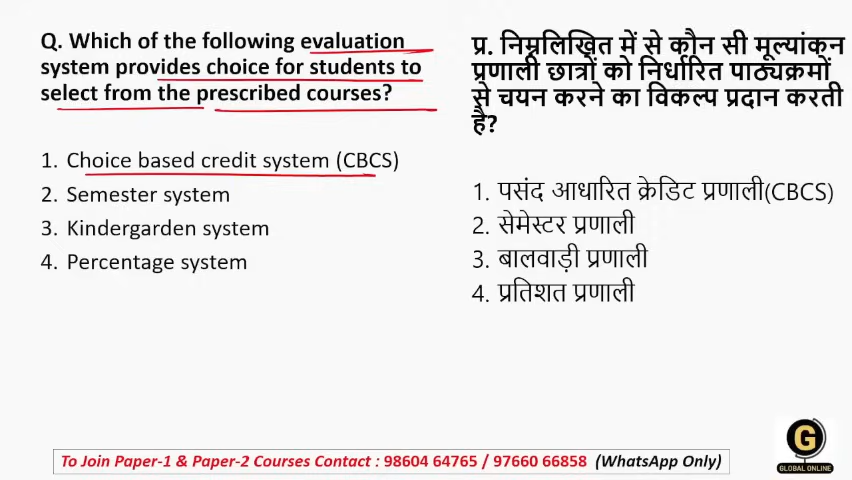 Q. Which of the following evaluation
system provides choice for students to
select from the prescribed courses?
1. Choice based credit system (CBCS)
2. Semester system
3. Kindergarden system
4. Percentage system
प्र. निम्नलिखित में से कौन सी मूल्यांकन
प्रणाली छात्रों को निर्धारित पाठ्यक्रमों
से चयन करने का विकल्प प्रदान करती
है?
1. पसंद आधारित क्रेडिट प्रणाली(CBCS)
2. सेमेस्टर प्रणाली
3. बालवाड़ी प्रणाली
4. प्रतिशत प्रणाली
To Join Paper-1 & Paper-2 Courses Contact : 98604 64765 / 97660 66858 (WhatsApp Only)
G
GLOBAL ONLINE